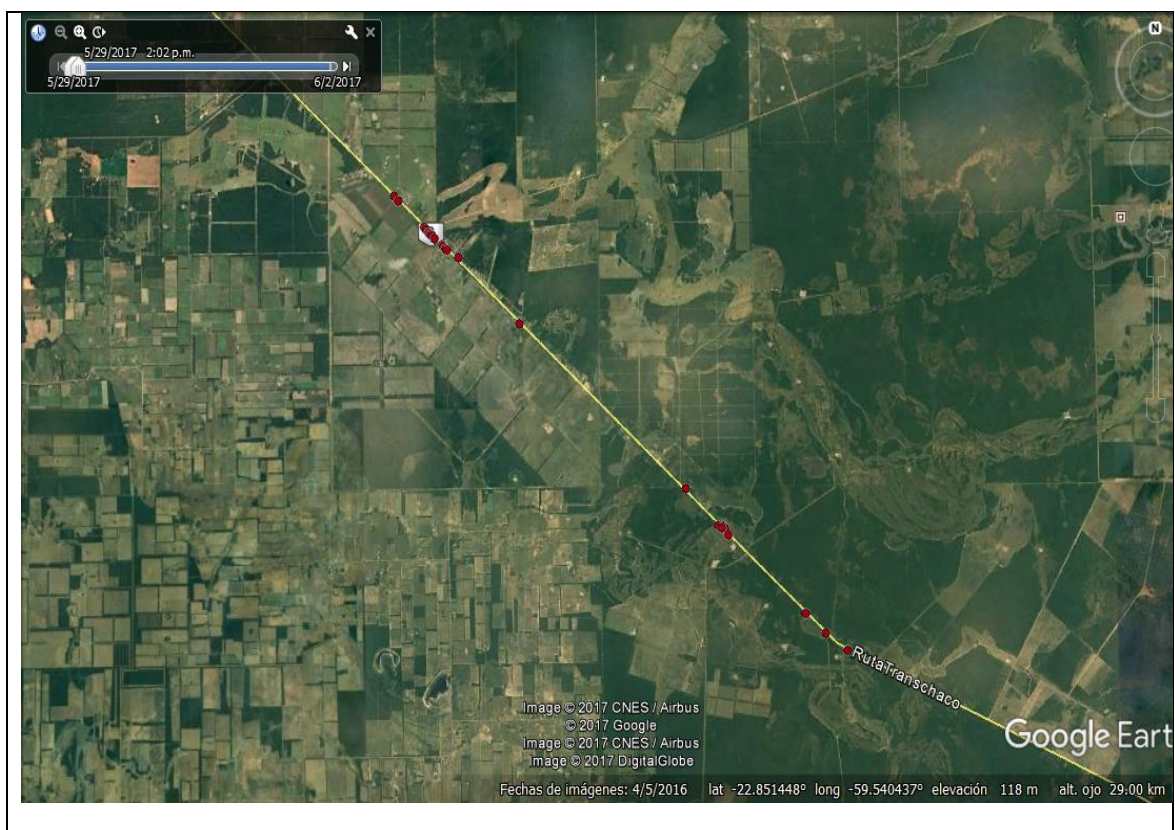 5/29/2017 2:02 p.m.
5/29/2017
6/2/2017
N
RutaTranschaco
Image © 2017 CNES / Airbus
© 2017 Google
Image © 2017 CNES / Airbus
Image © 2017 DigitalGlobe
Google Eart
Fechas de imágenes: 4/5/2016 lat -22.851448° long -59.540437° elevación 118 m alt. ojo 29.00 km